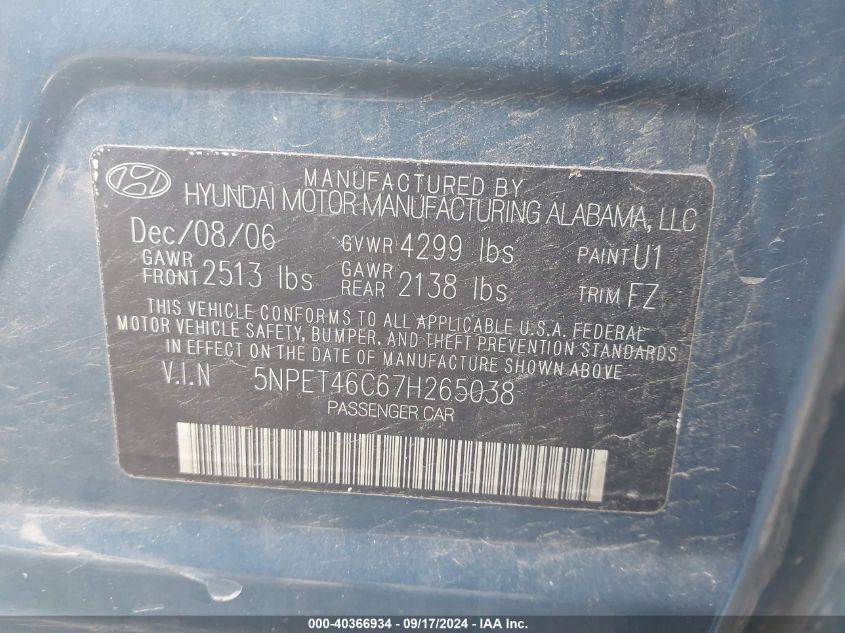 MANUFACTURED BY
HYUNDAI MOTOR MANUFACTURING ALABAMA, LLC
Dec/08/06 GVWR 4299 lbs PAINT U1
GAWR FRONT 2513 lbs GAWR REAR 2138 lbs TRIM FZ
THIS VEHICLE CONFORMS TO ALL APPLICABLE U.S.A. FEDERAL
MOTOR VEHICLE SAFETY, BUMPER, AND THEFT PREVENTION STANDARDS
IN EFFECT ON THE DATE OF MANUFACTURE SHOWN ABOVE.
V.I.N 5NPET46C67H265038
PASSENGER CAR
000-40366934 - 09/17/2024 - IAA Inc.